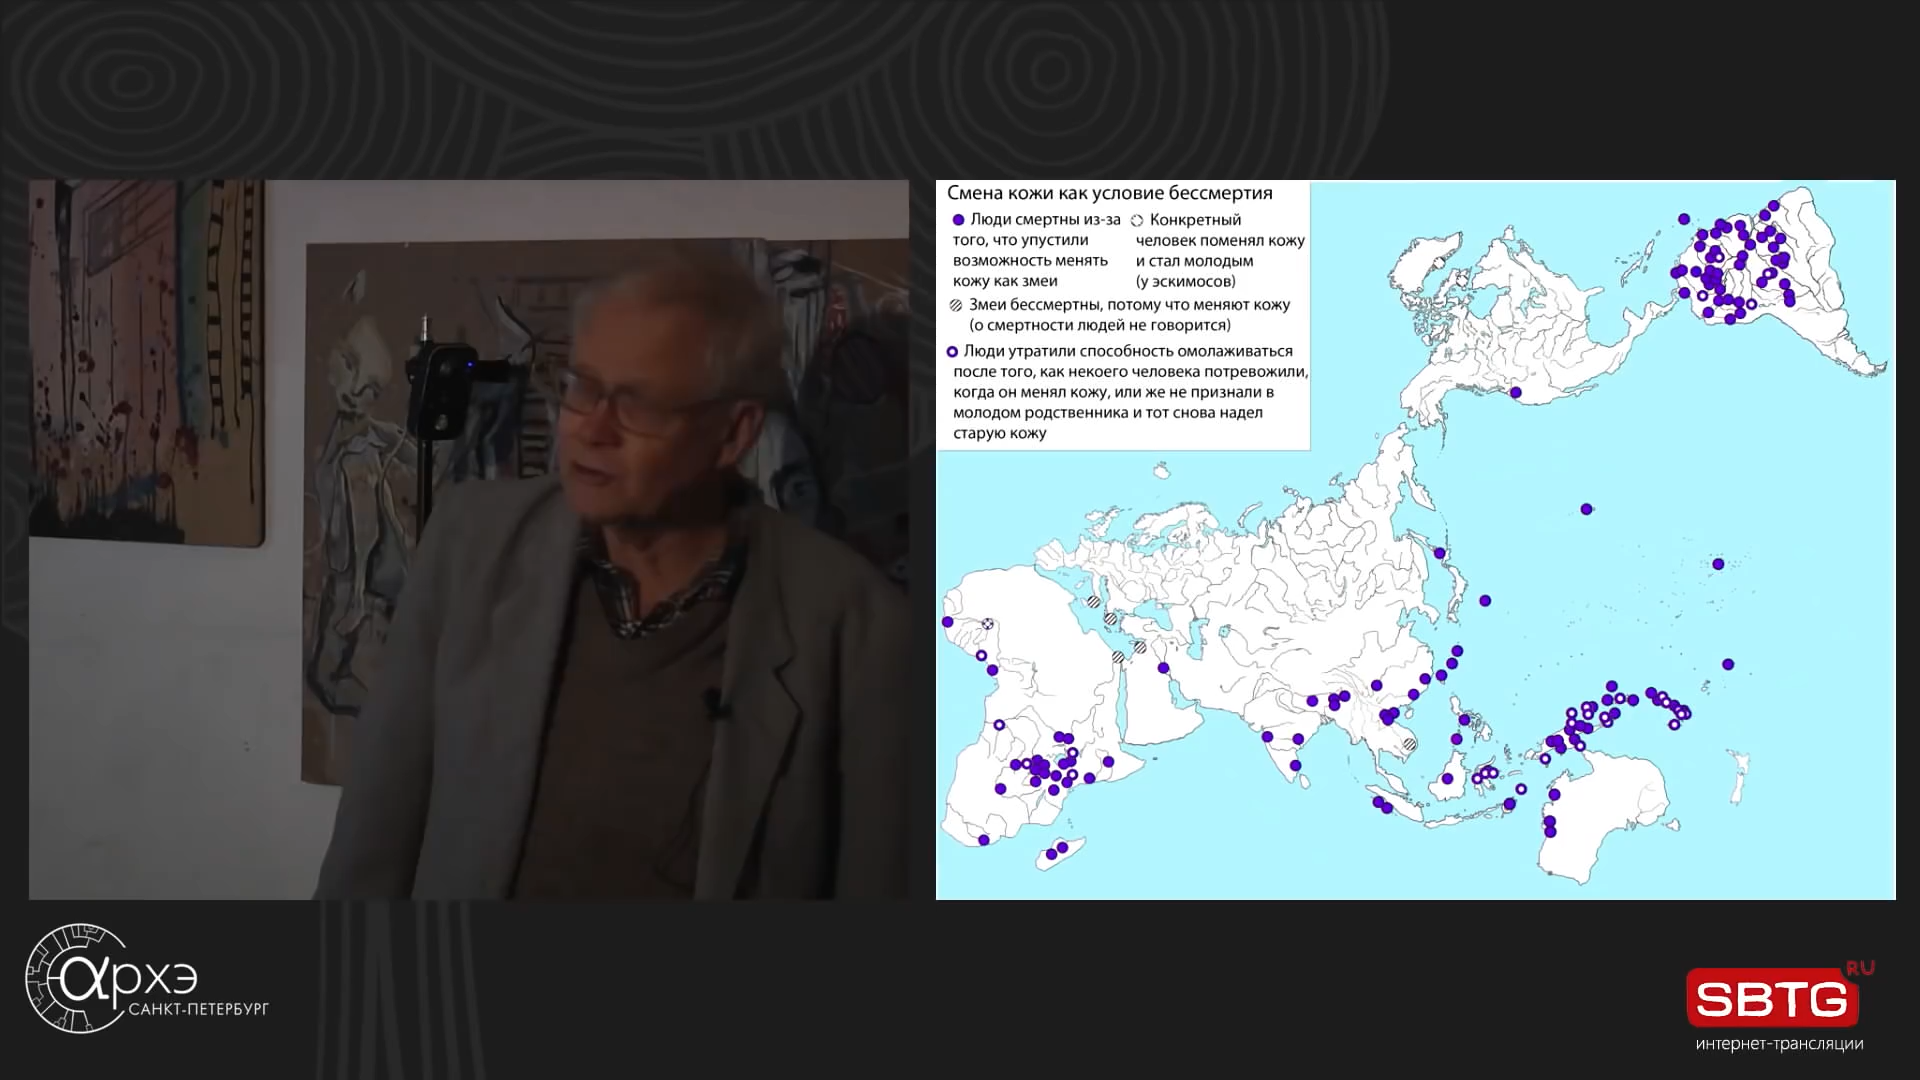 Смена кожи как условие бессмертия
Люди смертны из-за
того, что упустили
возможность менять
кожу как змеи
Конкретный
человек поменял кожу
и стал молодым
(у эскимосов)
Змеи бессмертны, потому что меняют кожу
(о смертности людей не говорится)
Люди утратили способность омолаживаться
после того, как некоего человека потревожили,
когда он менял кожу, или же не признали в
молодом родственника и тот снова надел
старую кожу
αрхэ
САНКТ-ПЕТЕРБУРГ
RU
SBTG
интернет-трансляции